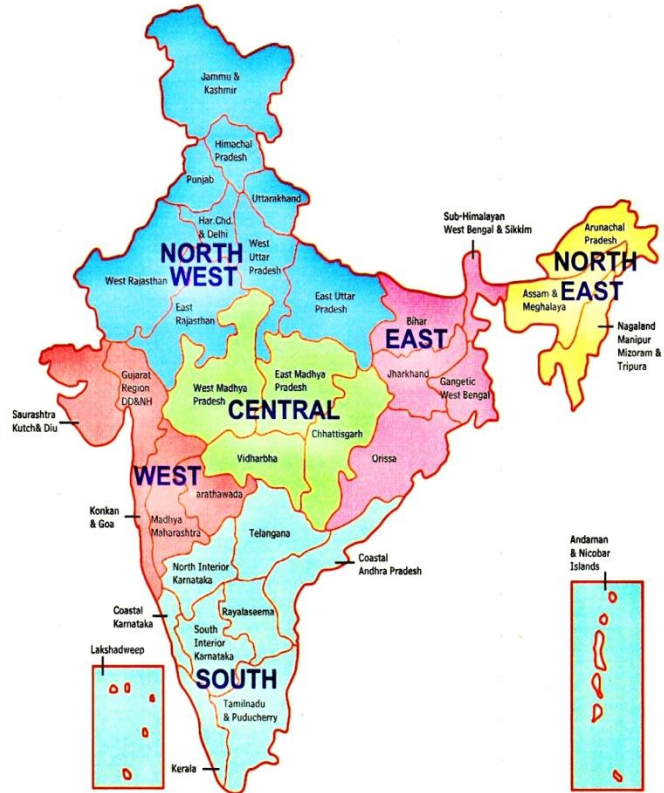 Jammu &
Kashmir
Himachal
Pradesh
Punjab
Uttarakhand
Har.Chd.
& Delhi
NORTH
WEST
West
Uttar
Pradesh
West Rajasthan
East
Rajasthan
East Uttar
Pradesh
Sub-Himalayan
West Bengal & Sikkim
Arunachal
Pradesh
NORTH
EAST
Assam &
Meghalaya
Nagaland
Manipur
Mizoram &
Tripura
Bihar
EAST
Jharkhand
Gangetic
West Bengal
Orissa
Gujarat
Region
DD&NH
Saurashtra
Kutch& Diu
West Madhya
Pradesh
East Madhya
Pradesh
CENTRAL
Chhattisgarh
Vidharbha
WEST
arathawada
Konkan
& Goa
Madhya
Maharashtra
Telangana
North Interior
Karnataka
Coastal
Andhra Pradesh
Coastal
Karnataka
Rayalaseema
South
Interior
Karnataka
SOUTH
Tamilnadu
& Puducherry
Kerala
Lakshadweep
Andaman
& Nicobar
Islands